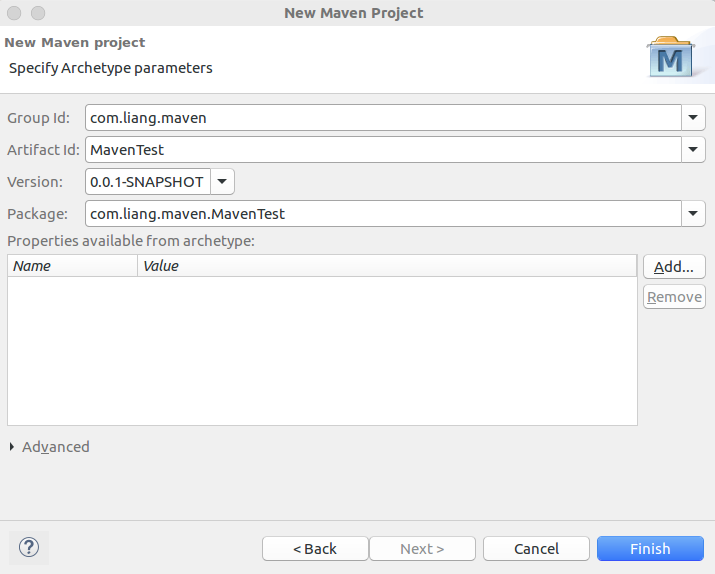 New Maven Project
New Maven project
Specify Archetype parameters
M
Group Id: com.liang.maven
Artifact Id: MavenTest
Version: 0.0.1-SNAPSHOT
Package: com.liang.maven.MavenTest
Properties available from archetype:
Name Value
Add...
Remove
Advanced
? < Back Next > Cancel Finish